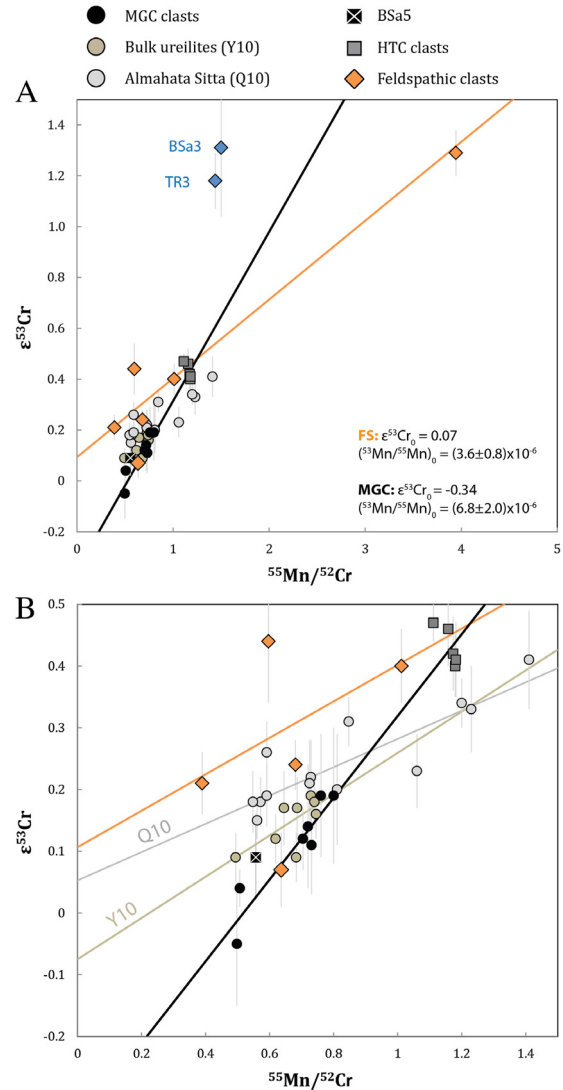 MGC clasts
BSa5
Bulk ureilites (Y10)
HTC clasts
Almahata Sitta (Q10)
Feldspathic clasts
A
1.4
1.2
1.0
0.8
0.6
0.4
0.2
0
-0.2
ε⁵³Cr
BSa3
TR3
FS: ε⁵³Cr₀ = 0.07
(⁵³Mn/⁵⁵Mn)₀ = (3.6±0.8)x10⁻⁶
MGC: ε⁵³Cr₀ = -0.34
(⁵³Mn/⁵⁵Mn)₀ = (6.8±2.0)x10⁻⁶
0 1 2 3 4 5
⁵⁵Mn/⁵²Cr
B
0.5
0.4
0.3
0.2
0.1
0
-0.1
-0.2
ε⁵³Cr
Q10
Y10
0.0 0.2 0.4 0.6 0.8 1 1.2 1.4
⁵⁵Mn/⁵²Cr